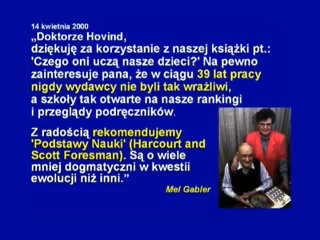 14 kwietnia 2000
„Doktorze Hovind,
dziękuję za korzystanie z naszej książki pt.:
'Czego oni uczą nasze dzieci?' Na pewno
zainteresuje pana, że w ciągu 39 lat pracy
nigdy wydawcy nie byli tak wrażliwi,
a szkoły tak otwarte na nasze rankingi
i przeglądy podręczników.
Z radością rekomendujemy
'Podstawy Nauki' (Harcourt and
Scott Foresman). Są o wiele
mniej dogmatyczni w kwestii
ewolucji niż inni."
Mel Gabler